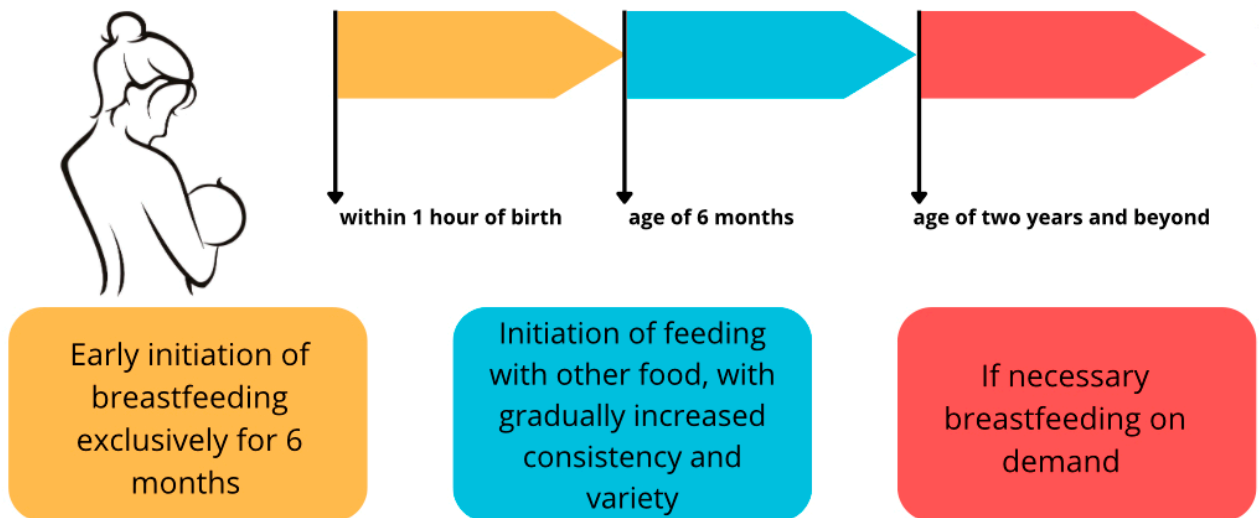 within 1 hour of birth
age of 6 months
age of two years and beyond
Early initiation of
breastfeeding
exclusively for 6
months
Initiation of feeding
with other food, with
gradually increased
consistency and
variety
If necessary
breastfeeding on
demand